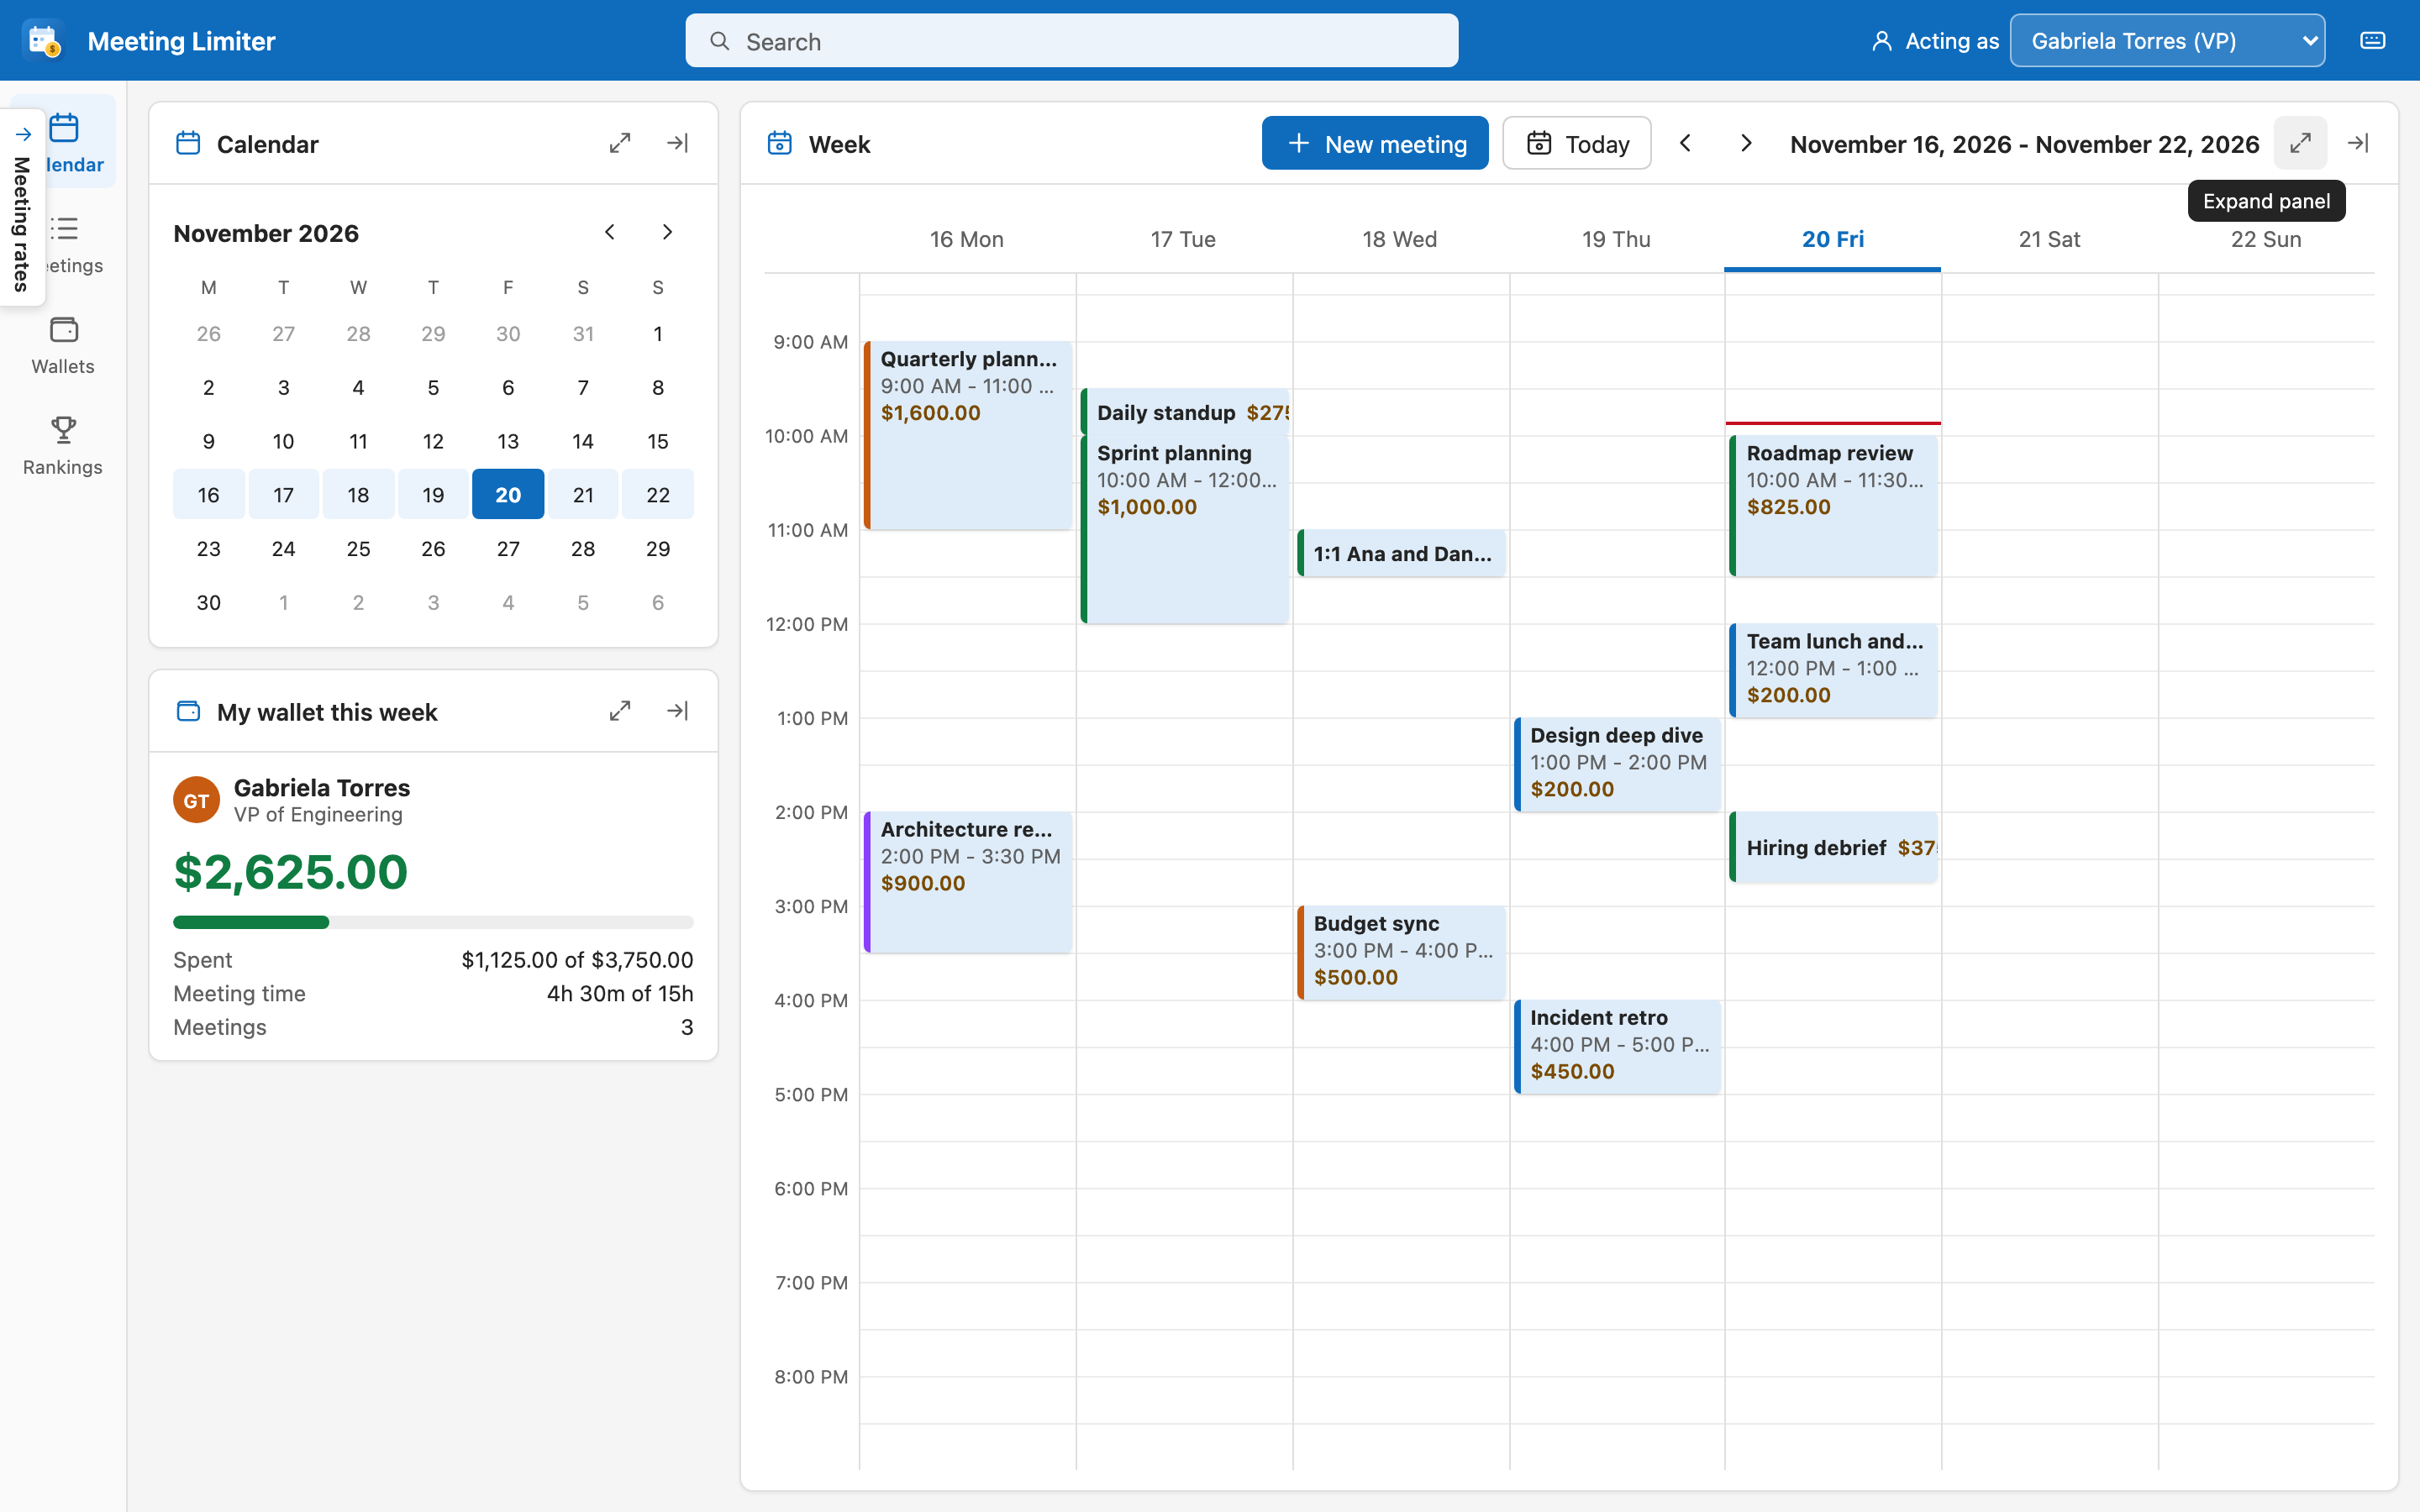 Meeting Limiter
Search
Acting as
Gabriela Torres (VP)
Meeting rates
lendar
etings
Wallets
Rankings
Calendar
November 2026
M T W T F S S
26 27 28 29 30 31 1
2 3 4 5 6 7 8
9 10 11 12 13 14 15
16 17 18 19 20 21 22
23 24 25 26 27 28 29
30 1 2 3 4 5 6
My wallet this week
GT
Gabriela Torres
VP of Engineering
$2,625.00
Spent $1,125.00 of $3,750.00
Meeting time 4h 30m of 15h
Meetings 3
Week
New meeting
Today
November 16, 2026 - November 22, 2026
Expand panel
16 Mon 17 Tue 18 Wed 19 Thu 20 Fri 21 Sat 22 Sun
9:00 AM
10:00 AM
11:00 AM
12:00 PM
1:00 PM
2:00 PM
3:00 PM
4:00 PM
5:00 PM
6:00 PM
7:00 PM
8:00 PM
Quarterly plann...
9:00 AM - 11:00 ...
$1,600.00
Architecture re...
2:00 PM - 3:30 PM
$900.00
Daily standup $275
Sprint planning
10:00 AM - 12:00...
$1,000.00
1:1 Ana and Dan...
Budget sync
3:00 PM - 4:00 P...
$500.00
Design deep dive
1:00 PM - 2:00 PM
$200.00
Incident retro
4:00 PM - 5:00 P...
$450.00
Roadmap review
10:00 AM - 11:30...
$825.00
Team lunch and...
12:00 PM - 1:00 ...
$200.00
Hiring debrief $375